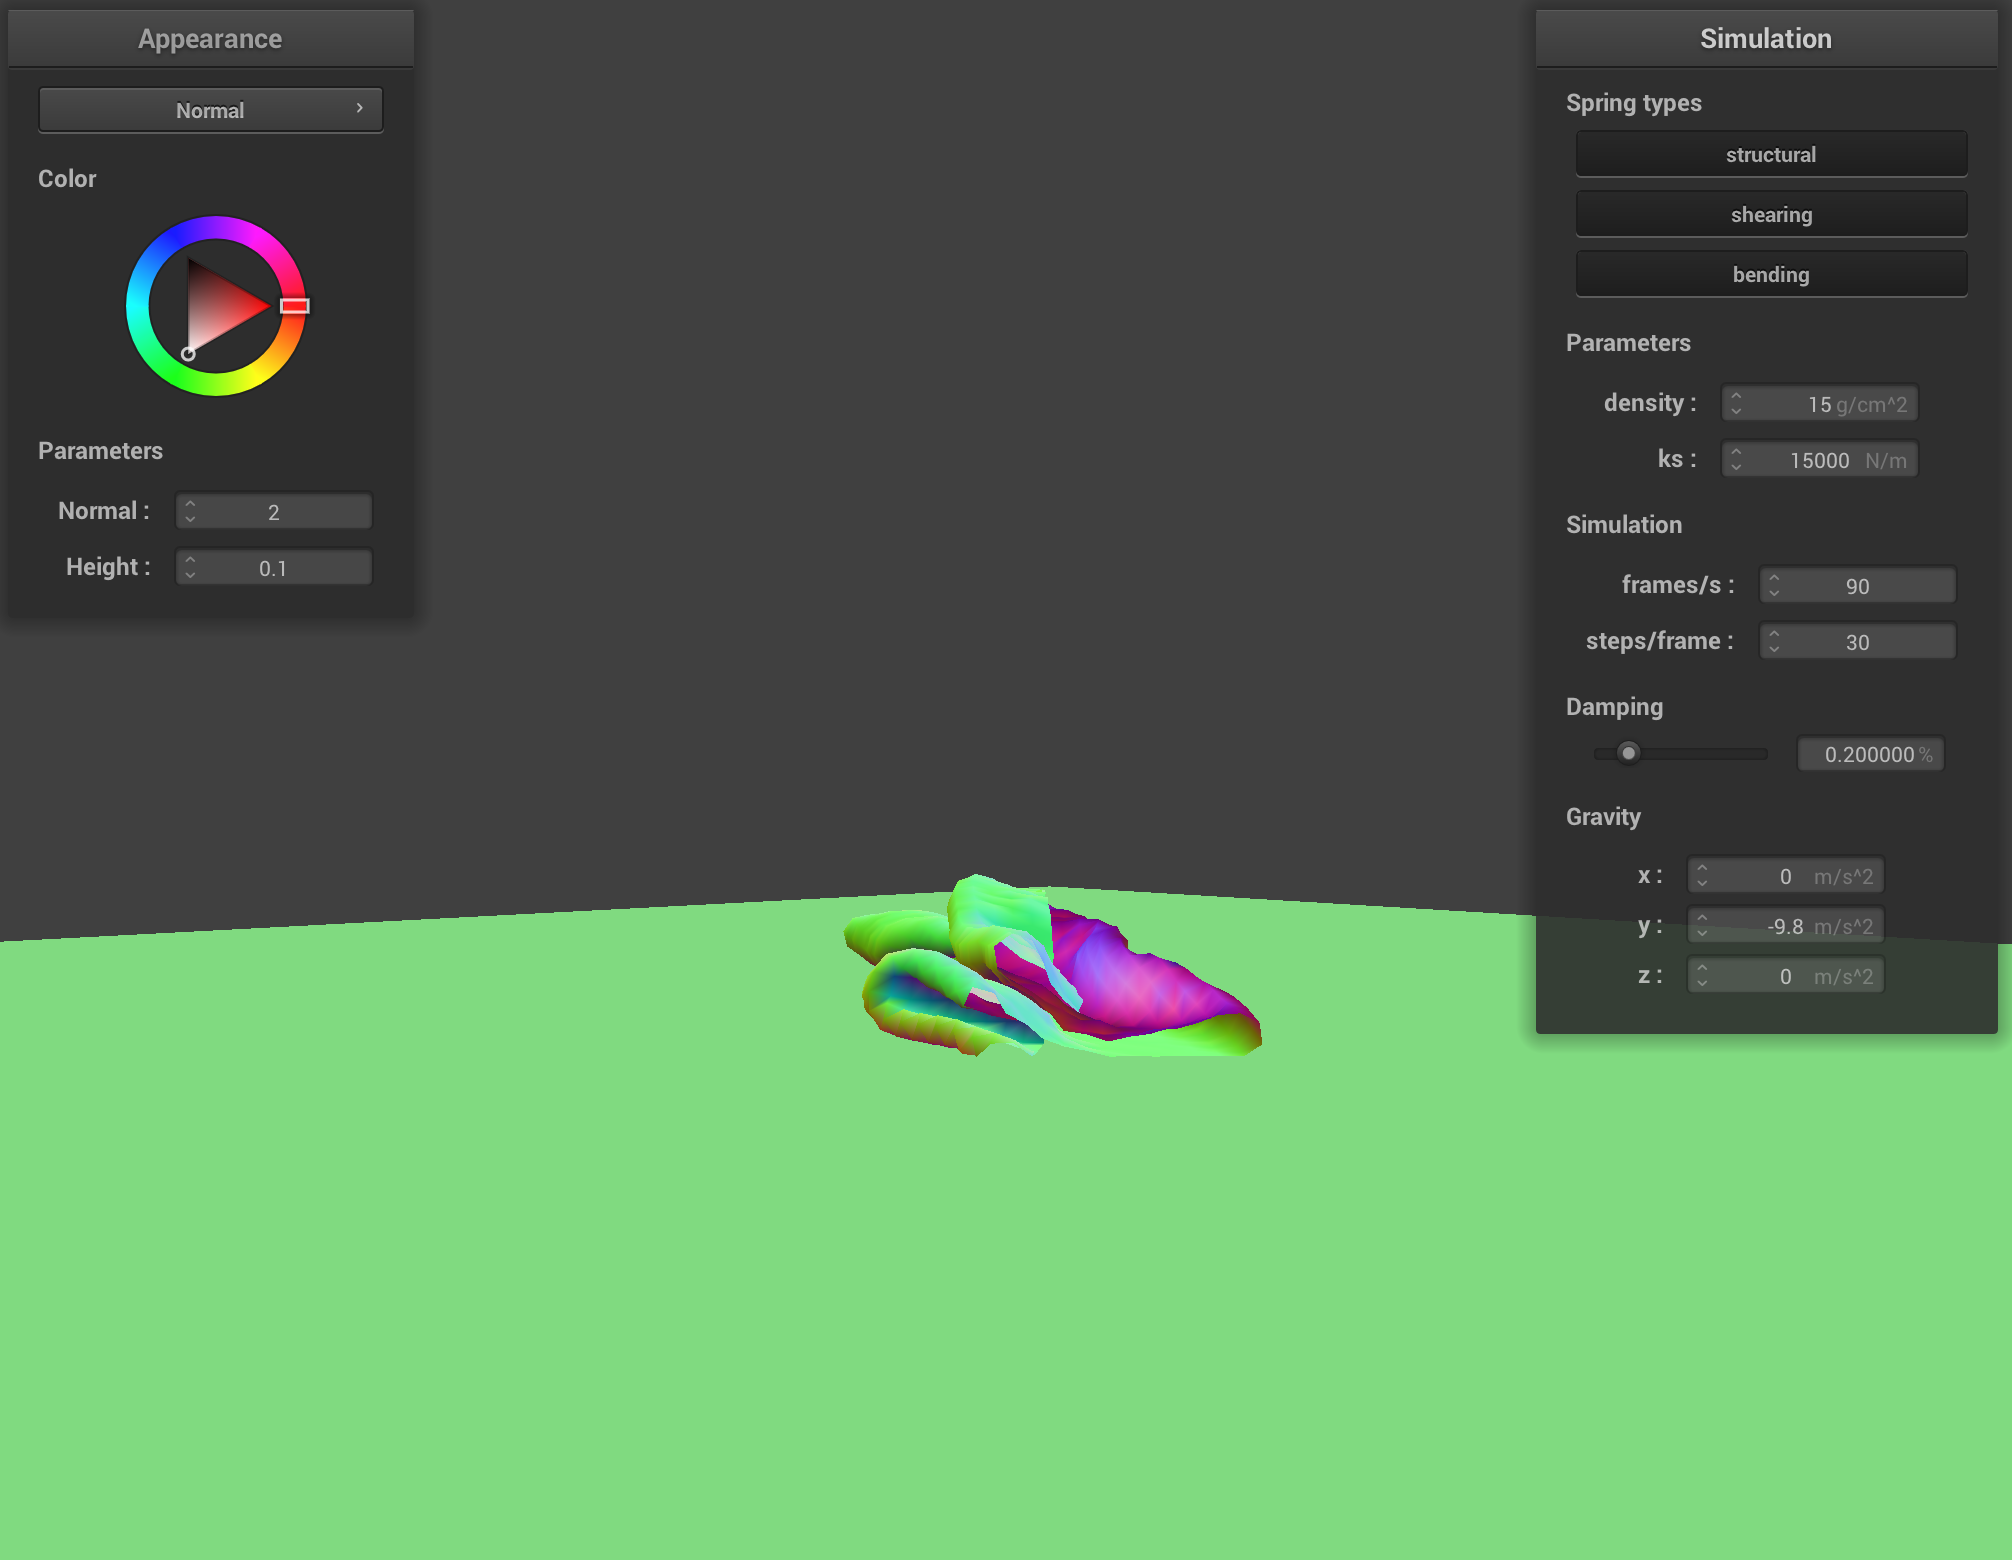 Appearance
Normal
Color
Parameters
Normal : 2
Height : 0.1
Simulation
Spring types
structural
shearing
bending
Parameters
density : 15 g/cm^2
ks : 15000 N/m
Simulation
frames/s : 90
steps/frame : 30
Damping
0.200000 %
Gravity
x : 0 m/s^2
y : -9.8 m/s^2
z : 0 m/s^2